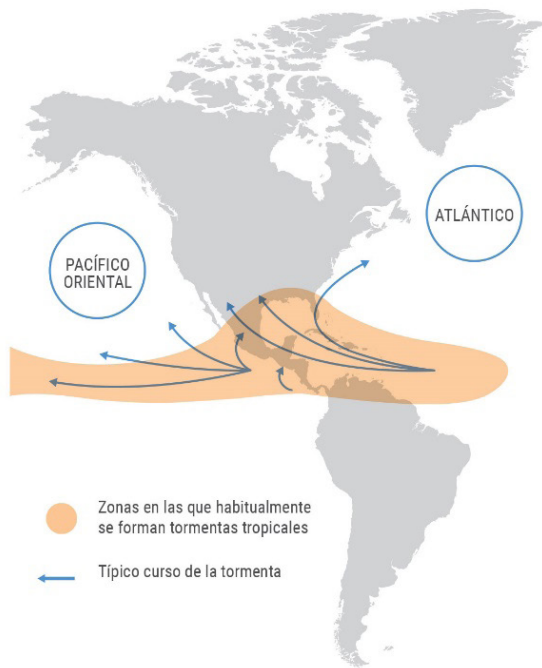 ATLÁNTICO
PACÍFICO
ORIENTAL
Zonas en las que habitualmente
se forman tormentas tropicales
Típico curso de la tormenta